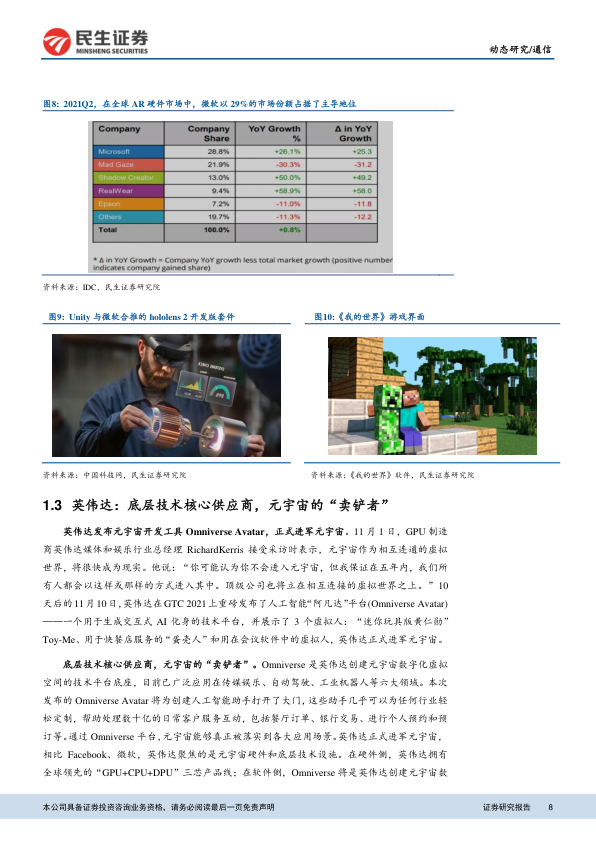 民生证券
MINSHENG SECURITIES
动态研究/通信
图8: 2021Q2，在全球 AR 硬件市场中，微软以 29%的市场份额占据了主导地位
Company Company Share YoY Growth % Δ in YoY Growth
Microsoft 28.8% +26.1% +25.3
Mad Gaze 21.9% -30.3% -31.2
Shadow Creator 13.0% +50.0% +49.2
RealWear 9.4% +58.9% +58.0
Epson 7.2% -11.0% -11.8
Others 19.7% -11.3% -12.2
Total 100.0% +0.8%
* Δ in YoY Growth = Company YoY growth less total market growth (positive number
indicates company gained share)
资料来源：IDC，民生证券研究院
图9: Unity 与微软合推的 hololens 2 开发版套件
图10:《我的世界》游戏界面
资料来源：中国科技网，民生证券研究院
资料来源：《我的世界》软件，民生证券研究院
1.3 英伟达：底层技术核心供应商，元宇宙的“卖铲者”
英伟达发布元宇宙开发工具 Omniverse Avatar，正式进军元宇宙。11 月 1 日，GPU 制造
商英伟达媒体和娱乐行业总经理 RichardKerris 接受采访时表示，元宇宙作为相互连通的虚拟
世界，将很快成为现实。他说：“你可能认为你不会进入元宇宙，但我保证在五年内，我们所
有人都会以这样或那样的方式进入其中。顶级公司也将立在相互连接的虚拟世界之上。” 10
天后的 11 月 10 日，英伟达在 GTC 2021 上重磅发布了人工智能“阿凡达”平台(Omniverse Avatar)
——一个用于生成交互式 AI 化身的技术平台，并展示了 3 个虚拟人：“迷你玩具版黄仁勋”
Toy-Me、用于快餐店服务的“蛋壳人”和用在会议软件中的虚拟人，英伟达正式进军元宇宙。
底层技术核心供应商，元宇宙的“卖铲者”。Omniverse 是英伟达创建元宇宙数字化虚拟
空间的技术平台底座，目前已广泛应用在传媒娱乐、自动驾驶、工业机器人等六大领域。本次
发布的 Omniverse Avatar 将为创建人工智能助手打开了大门，这些助手几乎可以为任何行业轻
松定制，帮助处理数十亿的日常客户服务互动，包括餐厅订单、银行交易、进行个人预约和预
订等。通过 Omniverse 平台，元宇宙能够真正被落实到各大应用场景。英伟达正式进军元宇宙，
相比 Facebook、微软，英伟达聚焦的是元宇宙硬件和底层技术设施。在硬件侧，英伟达拥有
全球领先的“GPU+CPU+DPU”三芯产品线；在软件侧，Omniverse 将是英伟达创建元宇宙数
本公司具备证券投资咨询业务资格，请务必阅读最后一页免责声明
证券研究报告 8